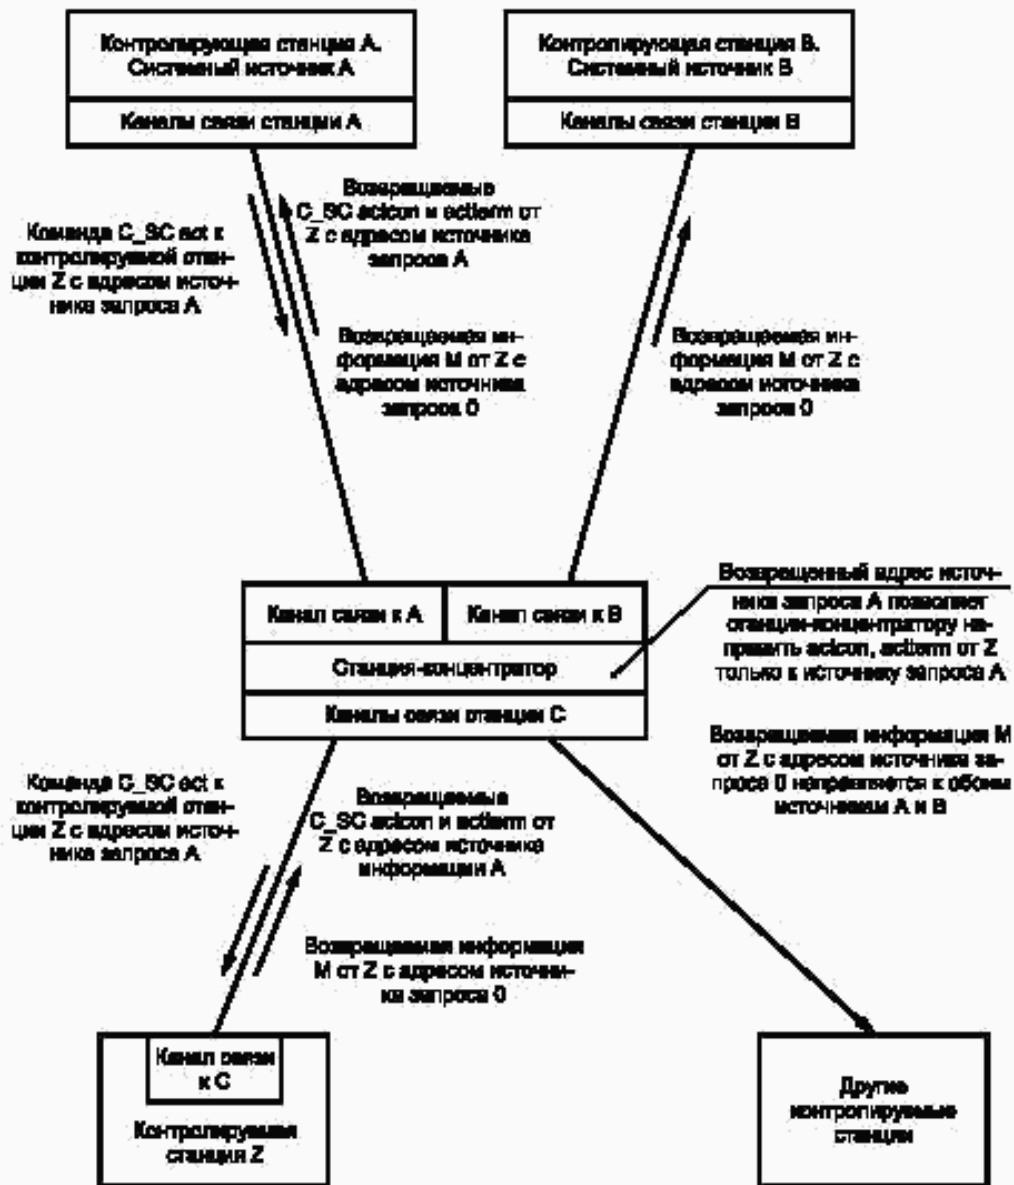 Контролирующая станция А.
Системный источник А
Каналы связи станции А
Контролирующая станция В.
Системный источник В
Каналы связи станции В
Команда C_SC act к
контролируемой стан-
ции Z с адресом источ-
ника запроса А
Возвращаемые
C_SC actcon и actterm от
Z с адресом источника
запроса А
Возвращаемая ин-
формация М от Z с
адресом источника
запроса 0
Возвращаемая ин-
формация М от Z с
адресом источника
запроса 0
Канал связи к А
Канал связи к В
Станция-концентратор
Каналы связи станции С
Возвращенный адрес источ-
ника запроса А позволяет
станции-концентратору на-
править actcon, actterm от Z
только к источнику запроса А
Возвращаемая информация М
от Z с адресом источника за-
проса 0 направляется к обоим
источникам А и В
Команда C_SC act к
контролируемой стан-
ции Z с адресом источ-
ника запроса А
Возвращаемые
C_SC actcon и actterm от
Z с адресом источника
информации А
Возвращаемая информация
М от Z с адресом источни-
ка запроса 0
Канал связи
к С
Контролируемая
станция Z
Другие
контролируемые
станции